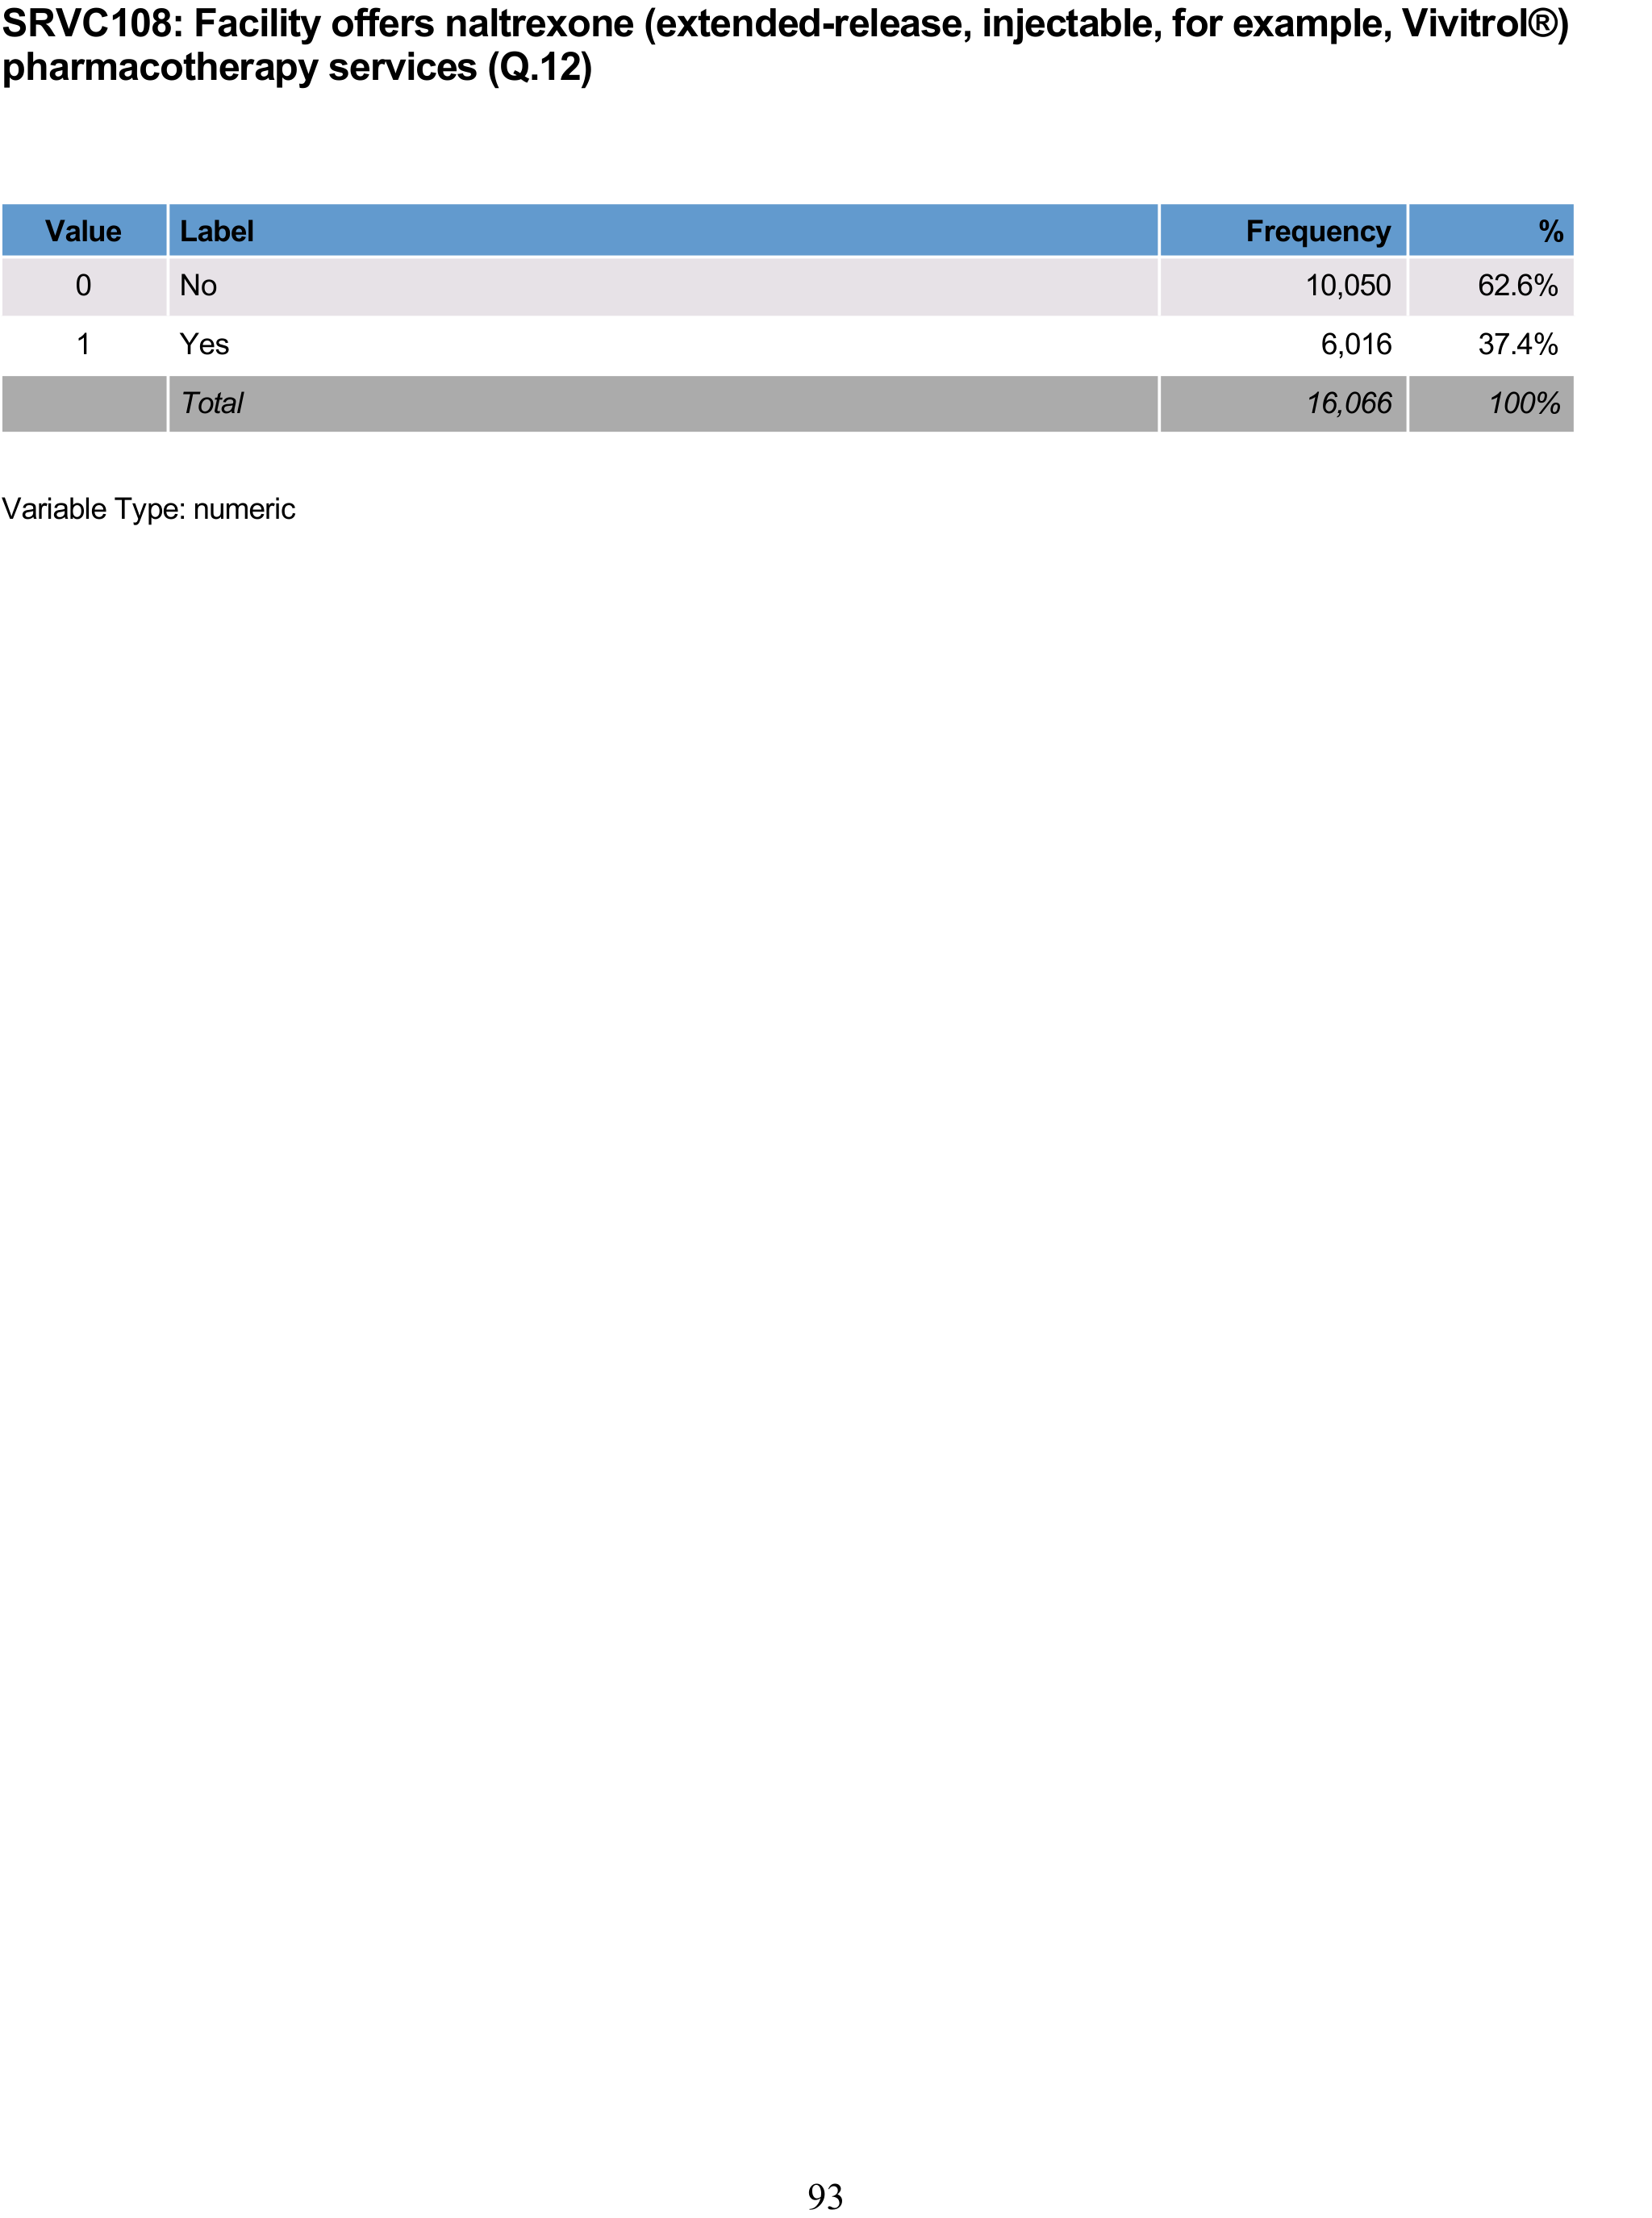 SRVC108: Facility offers naltrexone (extended-release, injectable, for example, Vivitrol®)
pharmacotherapy services (Q.12)
Value Label Frequency %
0 No 10,050 62.6%
1 Yes 6,016 37.4%
Total 16,066 100%
Variable Type: numeric
93